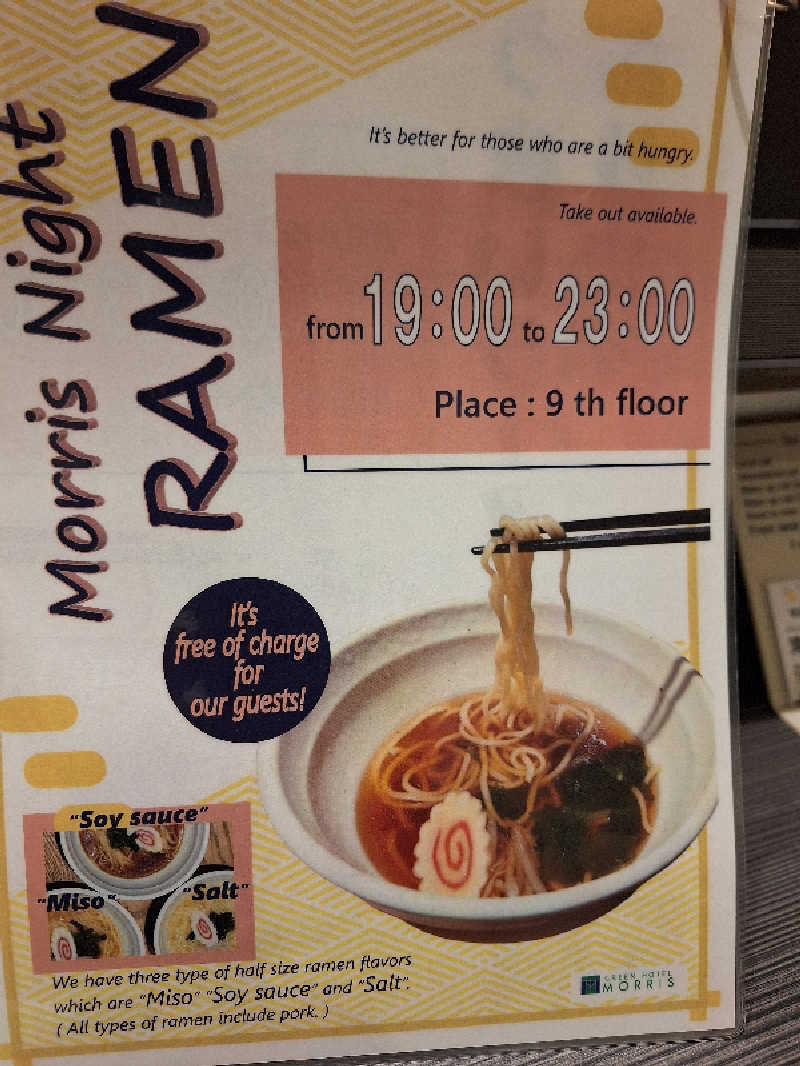 Morris Night
RAMEN
It's better for those who are a bit hungry.
Take out available.
from 19:00 to 23:00
Place : 9 th floor
It's
free of charge
for
our guests!
"Soy sauce"
"Miso"
"Salt"
We have three type of half size ramen flavors
which are "Miso" "Soy sauce" and "Salt".
( All types of ramen include pork. )
GREEN HOTEL
MORRIS